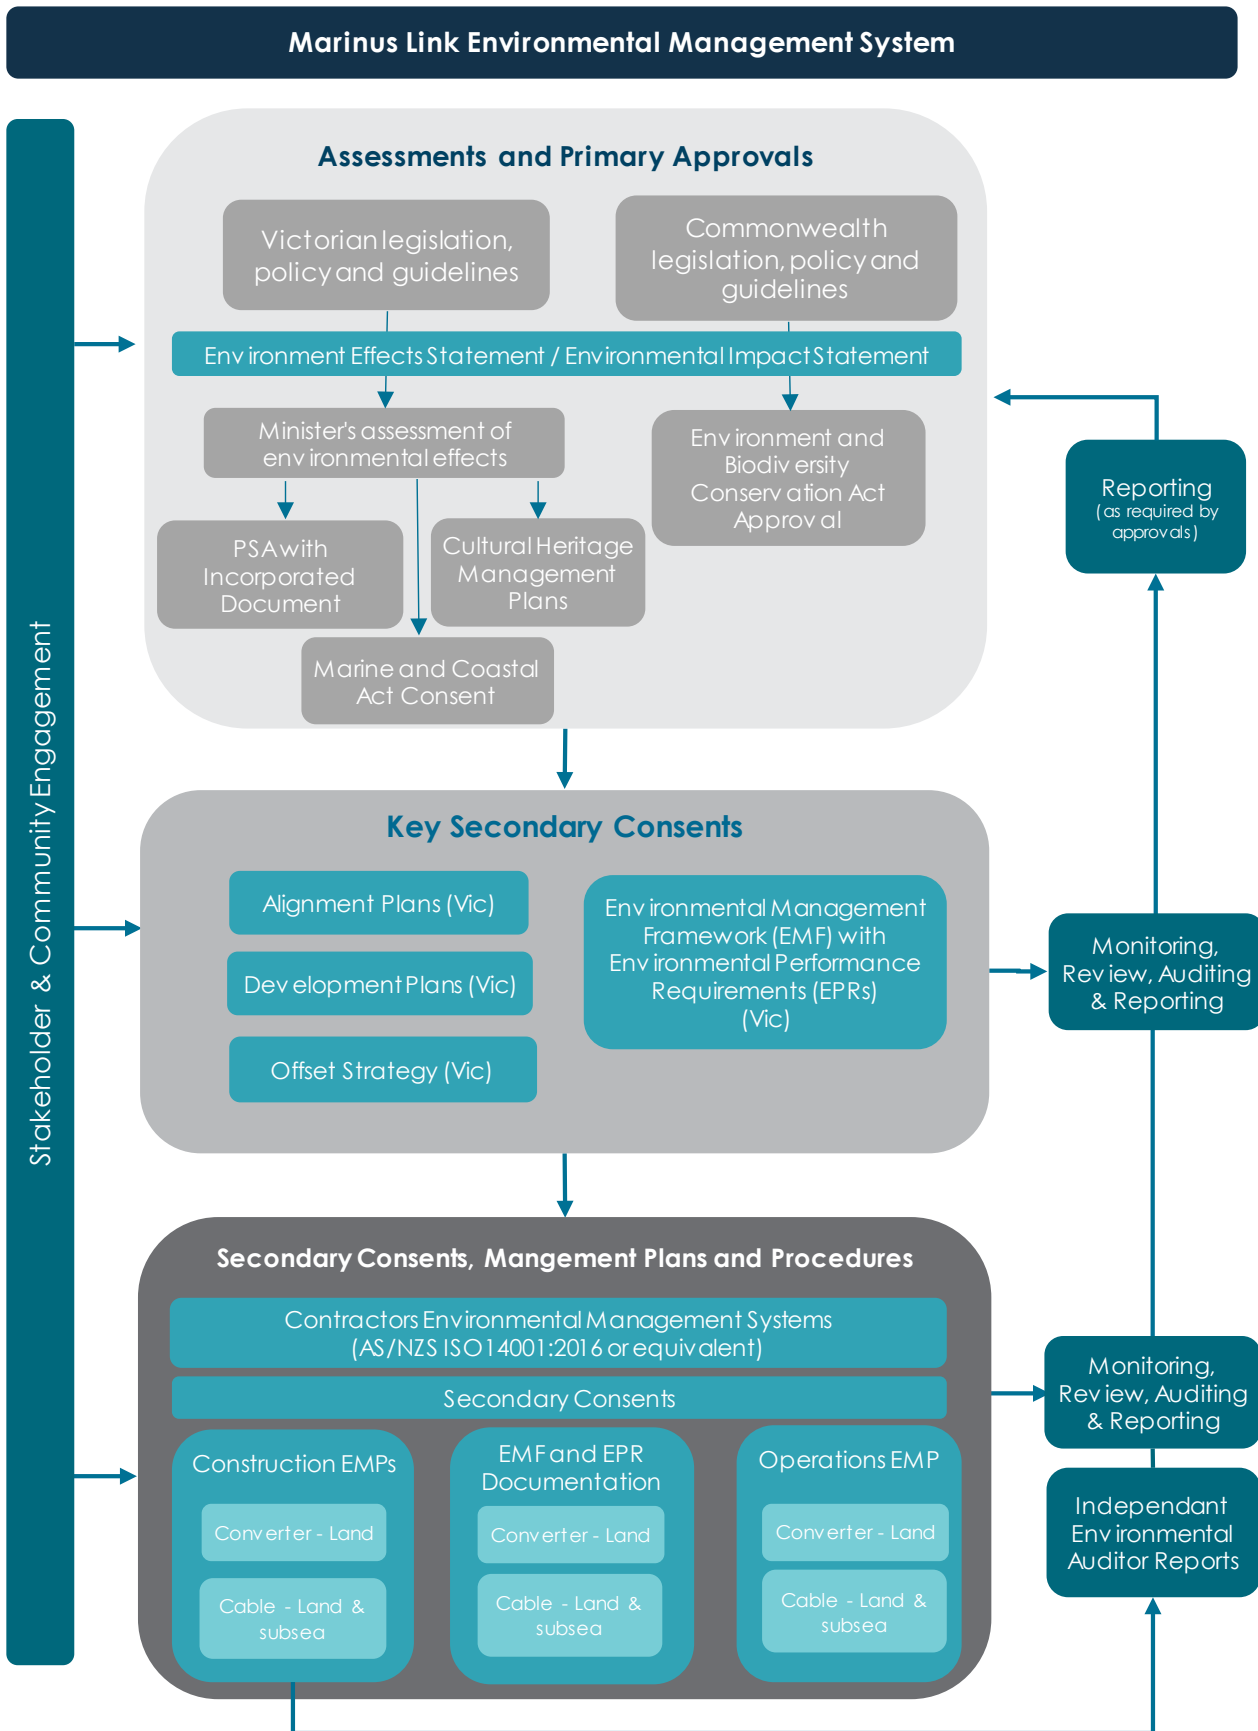 Marinus Link Environmental Management System
Stakeholder & Community Engagement
Assessments and Primary Approvals
Victorian legislation,
policy and guidelines
Commonwealth
legislation, policy and
guidelines
Environment Effects Statement / Environmental Impact Statement
Minister's assessment of
environmental effects
Environment and
Biodiversity
Conservation Act
Approval
PSA with
Incorporated
Document
Cultural Heritage
Management
Plans
Marine and Coastal
Act Consent
Reporting
(as required by
approvals)
Key Secondary Consents
Alignment Plans (Vic)
Development Plans (Vic)
Offset Strategy (Vic)
Environmental Management
Framework (EMF) with
Environmental Performance
Requirements (EPRs)
(Vic)
Monitoring,
Review, Auditing
& Reporting
Secondary Consents, Mangement Plans and Procedures
Contractors Environmental Management Systems
(AS/NZS ISO14001:2016 or equivalent)
Secondary Consents
Construction EMPs
Converter - Land
Cable - Land &
subsea
EMF and EPR
Documentation
Converter - Land
Cable - Land &
subsea
Operations EMP
Converter - Land
Cable - Land &
subsea
Monitoring,
Review, Auditing
& Reporting
Independant
Environmental
Auditor Reports